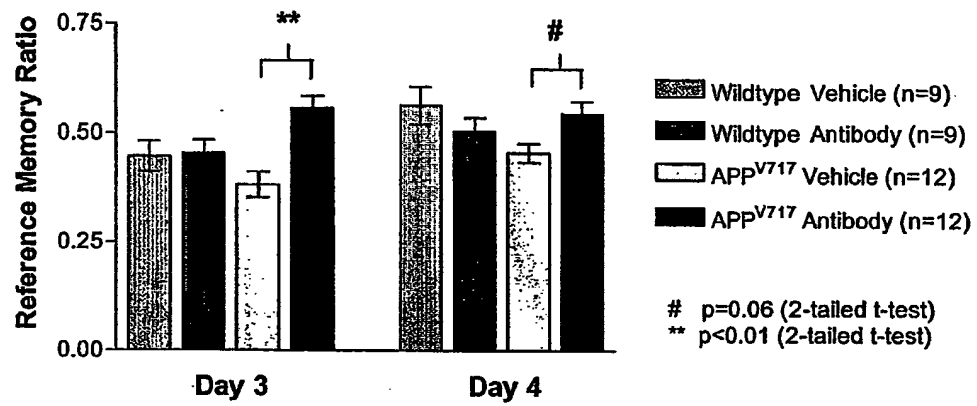 Reference Memory Ratio
0.75
0.50
0.25
0.00
**
#
Day 3
Day 4
Wildtype Vehicle (n=9)
Wildtype Antibody (n=9)
APPV717 Vehicle (n=12)
APPV717 Antibody (n=12)
# p=0.06 (2-tailed t-test)
** p<0.01 (2-tailed t-test)